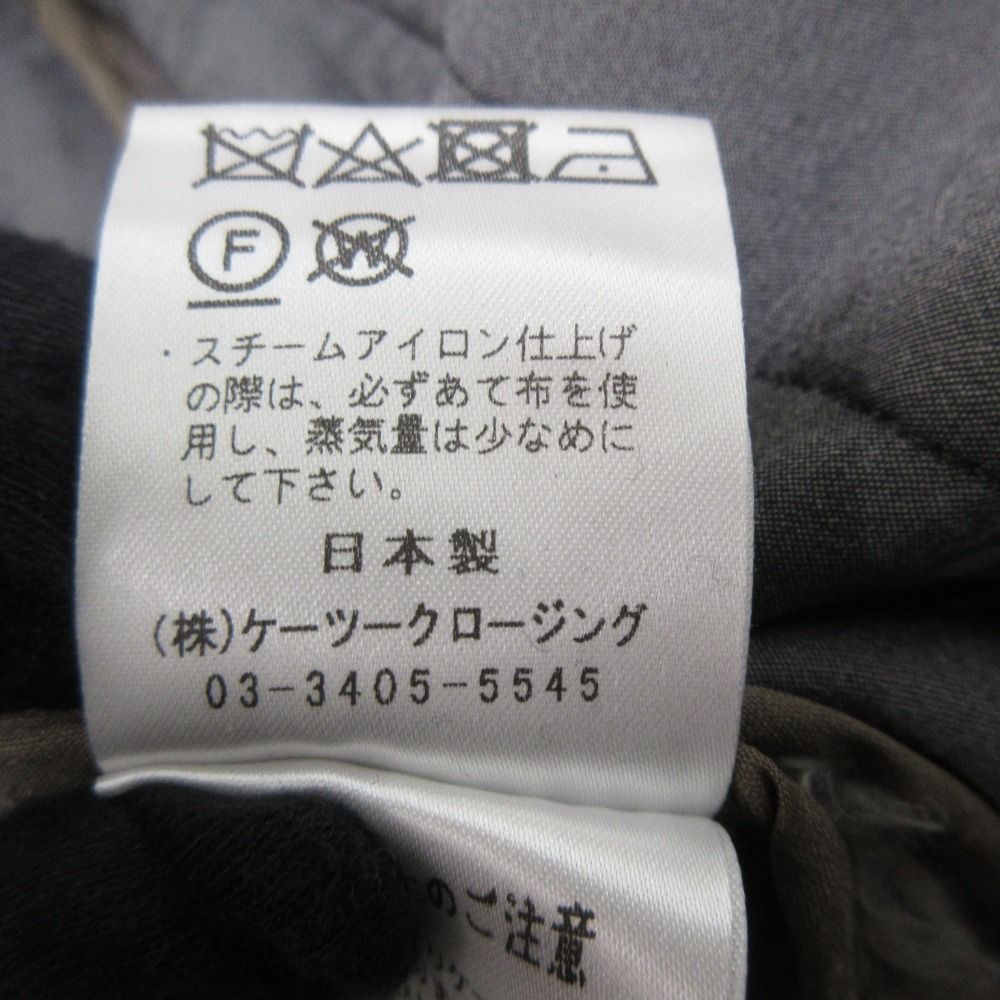 F W
・スチームアイロン仕上げ
の際は、必ずあて布を使
用し、蒸気量は少なめに
して下さい。
日本製
(株)ケーツークロージング
03-3405-5545
のご注意